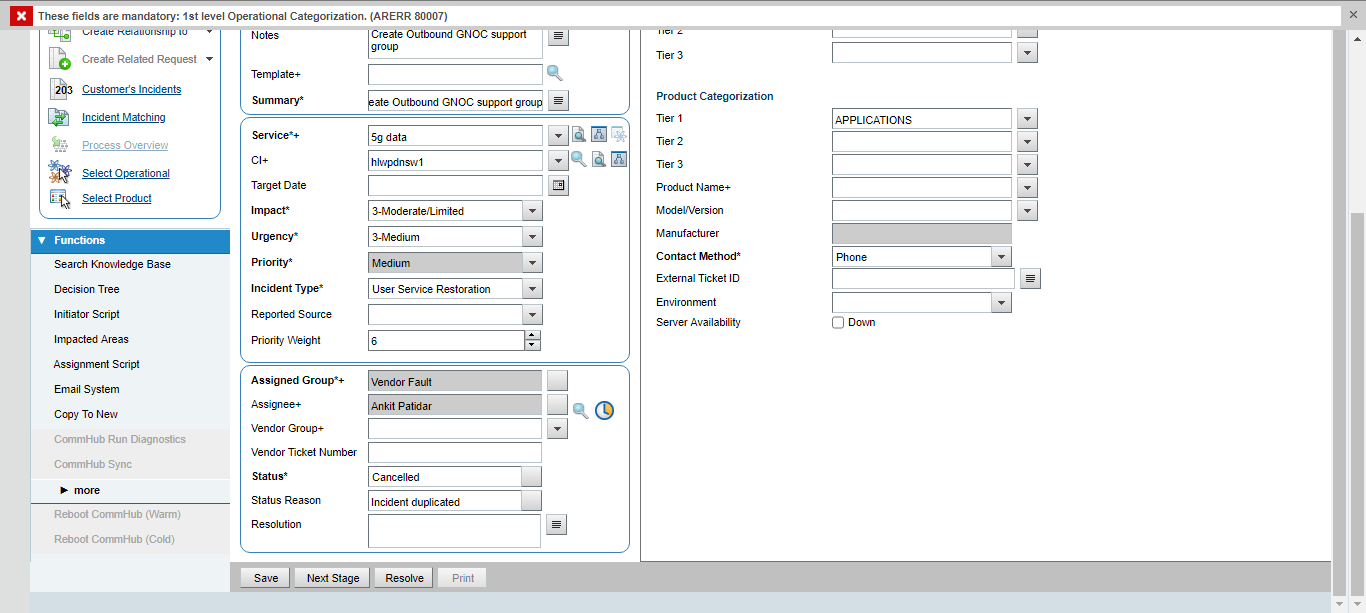 These fields are mandatory: 1st level Operational Categorization. (ARERR 80007)
Create Relationship to
Create Related Request
203 Customer's Incidents
Incident Matching
Process Overview
Select Operational
Select Product
Functions
Search Knowledge Base
Decision Tree
Initiator Script
Impacted Areas
Assignment Script
Email System
Copy To New
CommHub Run Diagnostics
CommHub Sync
more
Reboot CommHub (Warm)
Reboot CommHub (Cold)
Notes Create Outbound GNOC support
group
Template+
Summary* eate Outbound GNOC support group
Service*+ 5g data
CI+ hlwpdnsw1
Target Date
Impact* 3-Moderate/Limited
Urgency* 3-Medium
Priority* Medium
Incident Type* User Service Restoration
Reported Source
Priority Weight 6
Assigned Group*+ Vendor Fault
Assignee+ Ankit Patidar
Vendor Group+
Vendor Ticket Number
Status* Cancelled
Status Reason Incident duplicated
Resolution
Tier 2
Tier 3
Product Categorization
Tier 1 APPLICATIONS
Tier 2
Tier 3
Product Name+
Model/Version
Manufacturer
Contact Method* Phone
External Ticket ID
Environment
Server Availability Down
Save Next Stage Resolve Print